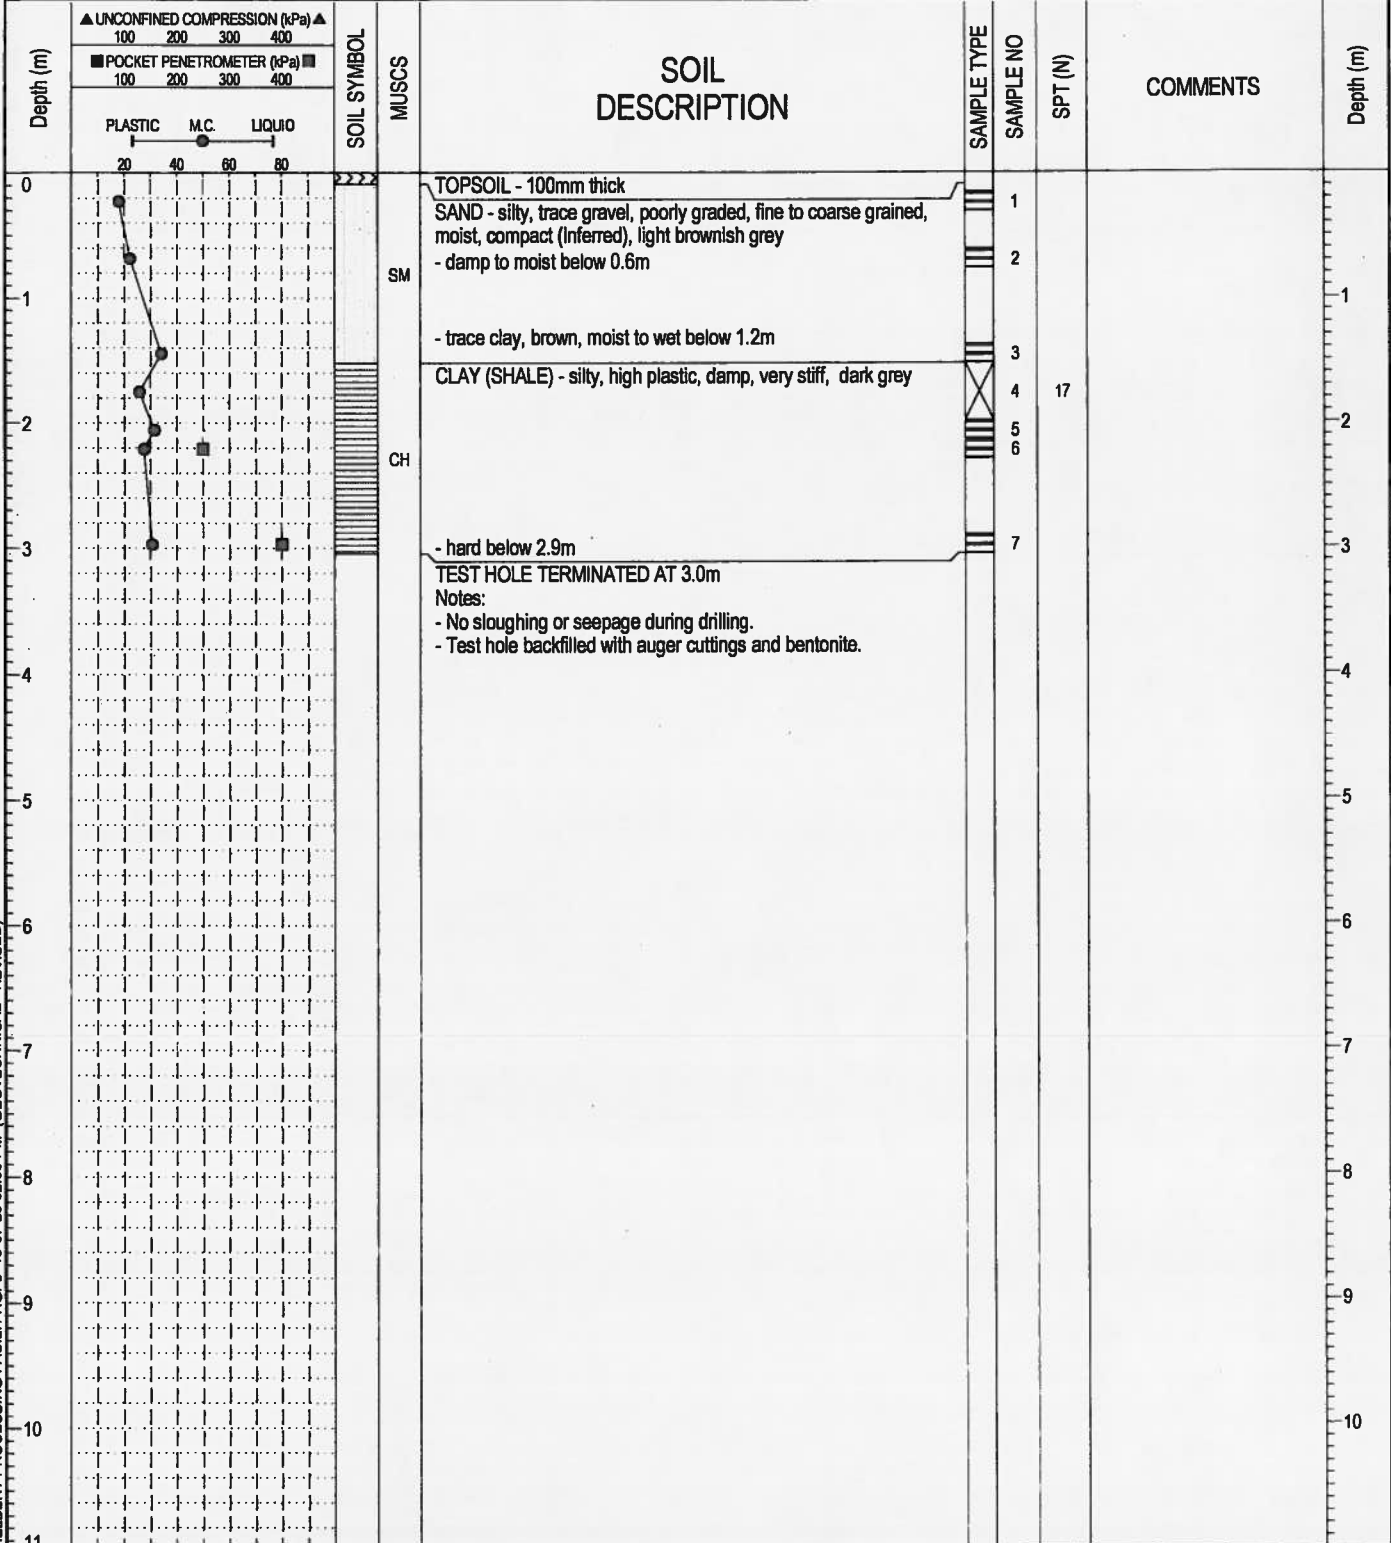 ▲UNCONFINED COMPRESSION (kPa)▲
100 200 300 400
■POCKET PENETROMETER (kPa)■
100 200 300 400
PLASTIC M.C. LIQUID
20 40 60 80
Depth (m)
SOIL SYMBOL
MUSCS
SOIL
DESCRIPTION
SAMPLE TYPE
SAMPLE NO
SPT (N)
COMMENTS
Depth (m)
0
TOPSOIL - 100mm thick
1
SAND - silty, trace gravel, poorly graded, fine to coarse grained,
moist, compact (inferred), light brownish grey
- damp to moist below 0.6m
2
SM
1
1
- trace clay, brown, moist to wet below 1.2m
3
CLAY (SHALE) - silty, high plastic, damp, very stiff, dark grey
4 17
2
5
2
6
CH
3
- hard below 2.9m
7
3
TEST HOLE TERMINATED AT 3.0m
Notes:
- No sloughing or seepage during drilling.
- Test hole backfilled with auger cuttings and bentonite.
4
4
5
5
6
6
7
7
8
8
9
9
10
10
11